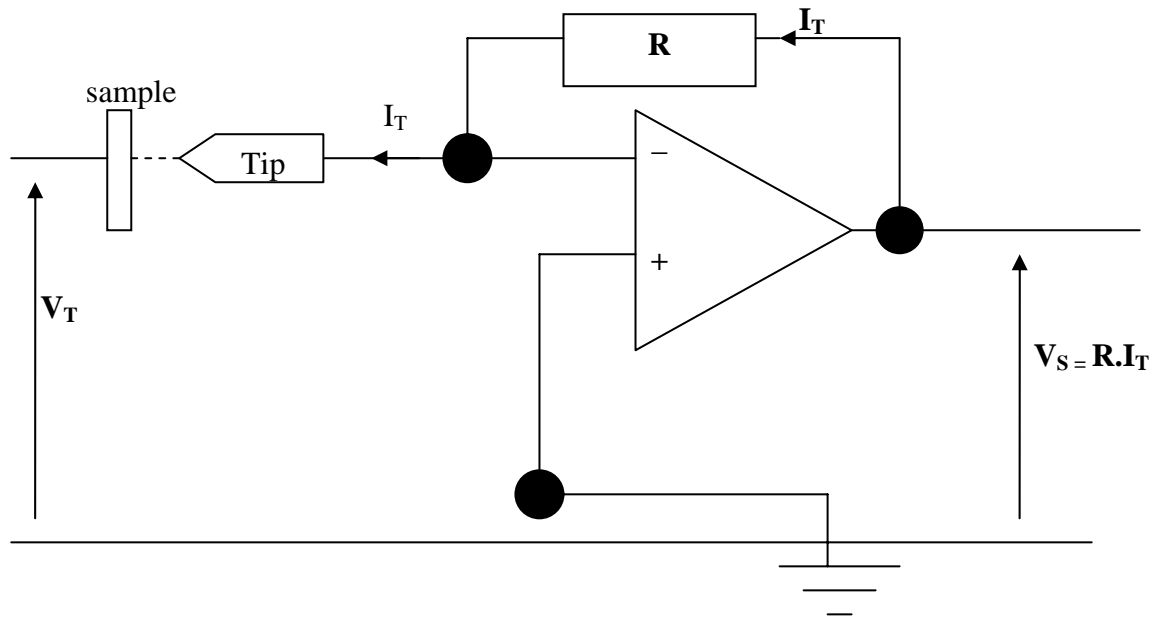 I_T
R
sample
I_T
Tip
−
+
V_T
V_S = R.I_T